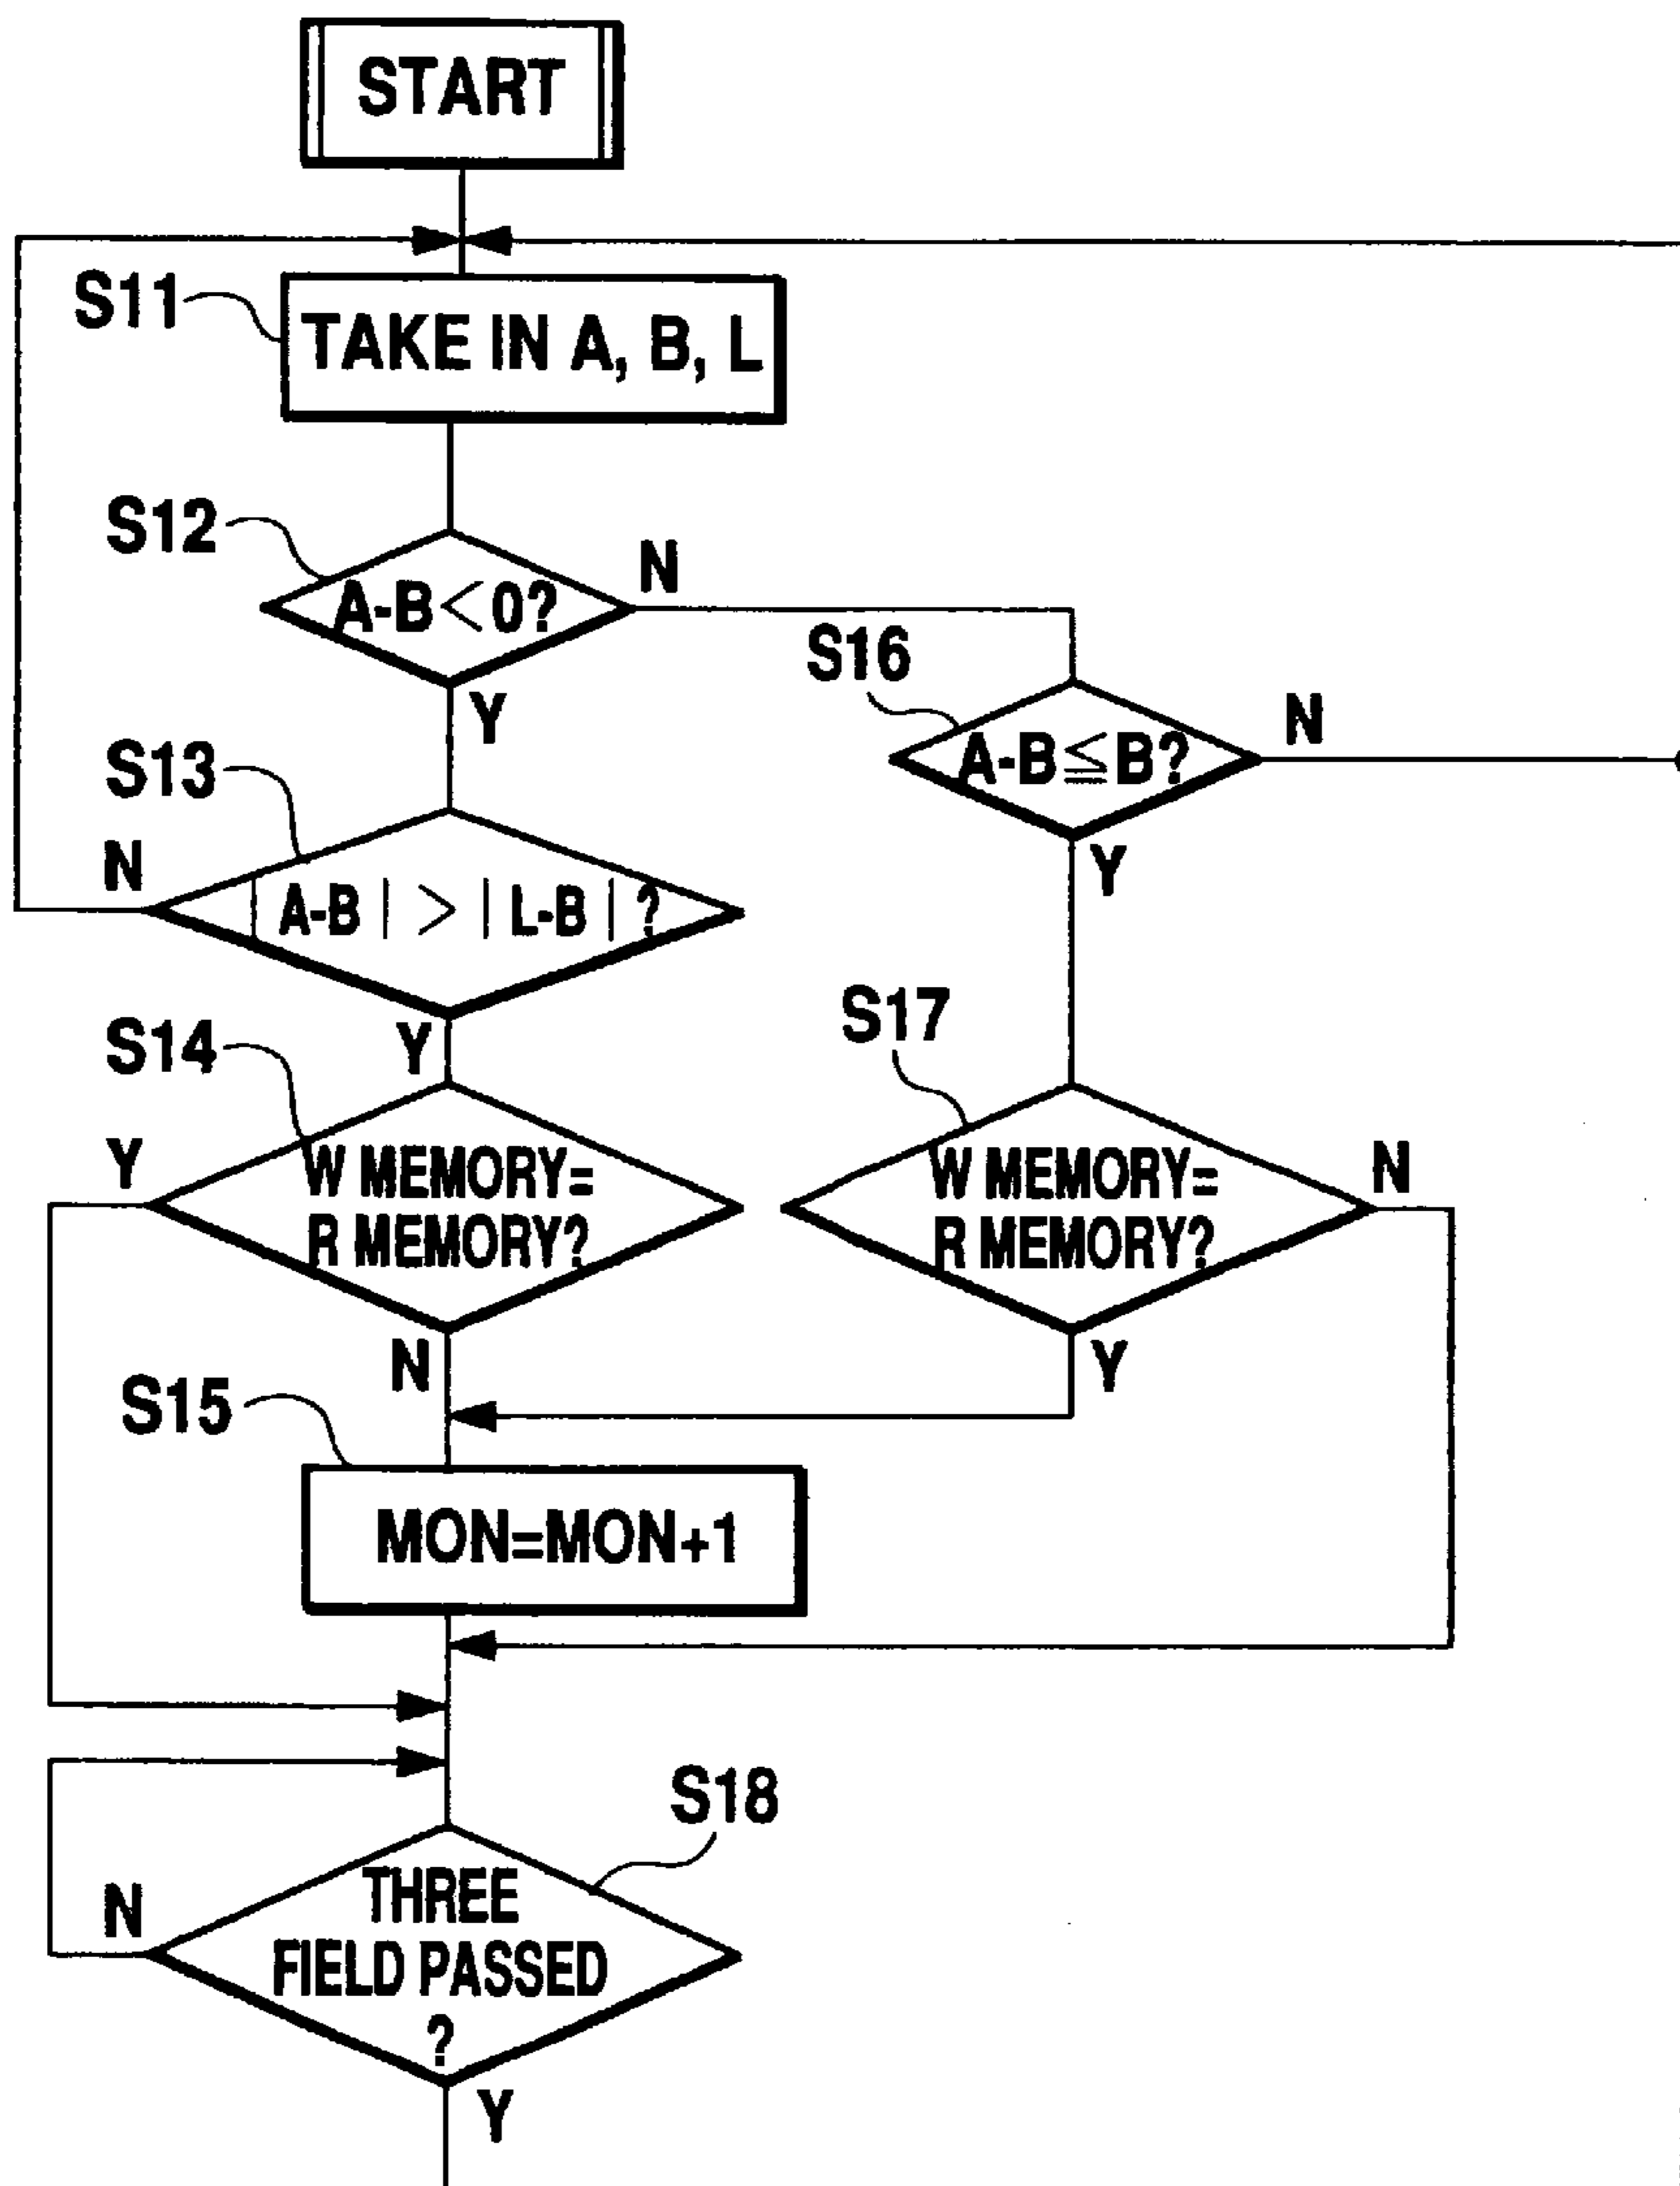 START
S11
TAKE IN A, B, L
S12
A-B<0?
N
Y
S16
A-B≦B?
N
Y
S13
N
|A-B| > |L-B| ?
Y
S14
Y
W MEMORY=
R MEMORY?
N
S17
W MEMORY=
R MEMORY?
N
Y
S15
MON=MON+1
S18
THREE
FIELD PASSED
?
N
Y